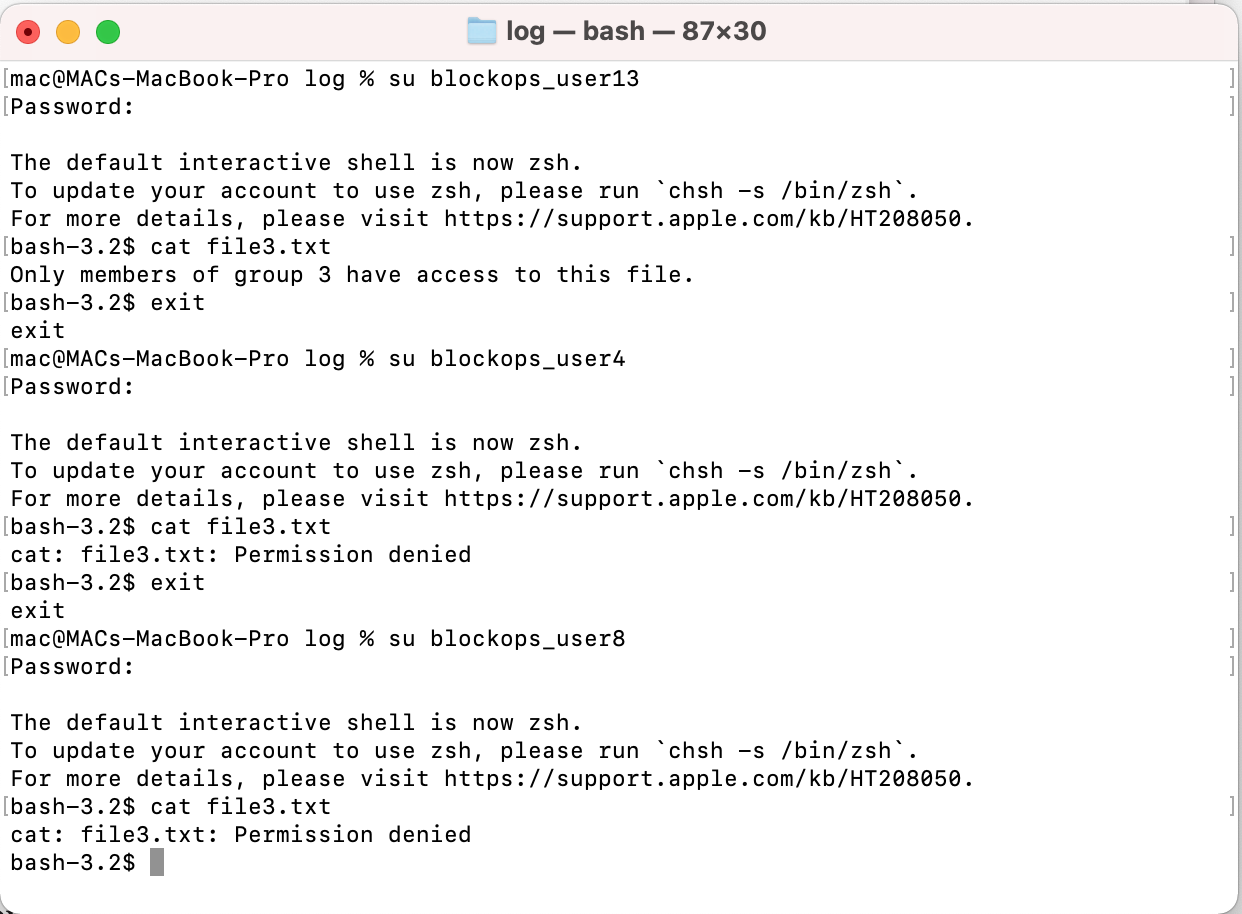 log — bash — 87×30
[mac@MACs-MacBook-Pro log % su blockops_user13 ]
[Password: ]
The default interactive shell is now zsh.
To update your account to use zsh, please run `chsh -s /bin/zsh`.
For more details, please visit https://support.apple.com/kb/HT208050.
[bash-3.2$ cat file3.txt ]
Only members of group 3 have access to this file.
[bash-3.2$ exit ]
exit
[mac@MACs-MacBook-Pro log % su blockops_user4 ]
[Password: ]
The default interactive shell is now zsh.
To update your account to use zsh, please run `chsh -s /bin/zsh`.
For more details, please visit https://support.apple.com/kb/HT208050.
[bash-3.2$ cat file3.txt ]
cat: file3.txt: Permission denied
[bash-3.2$ exit ]
exit
[mac@MACs-MacBook-Pro log % su blockops_user8 ]
[Password: ]
The default interactive shell is now zsh.
To update your account to use zsh, please run `chsh -s /bin/zsh`.
For more details, please visit https://support.apple.com/kb/HT208050.
[bash-3.2$ cat file3.txt ]
cat: file3.txt: Permission denied
bash-3.2$